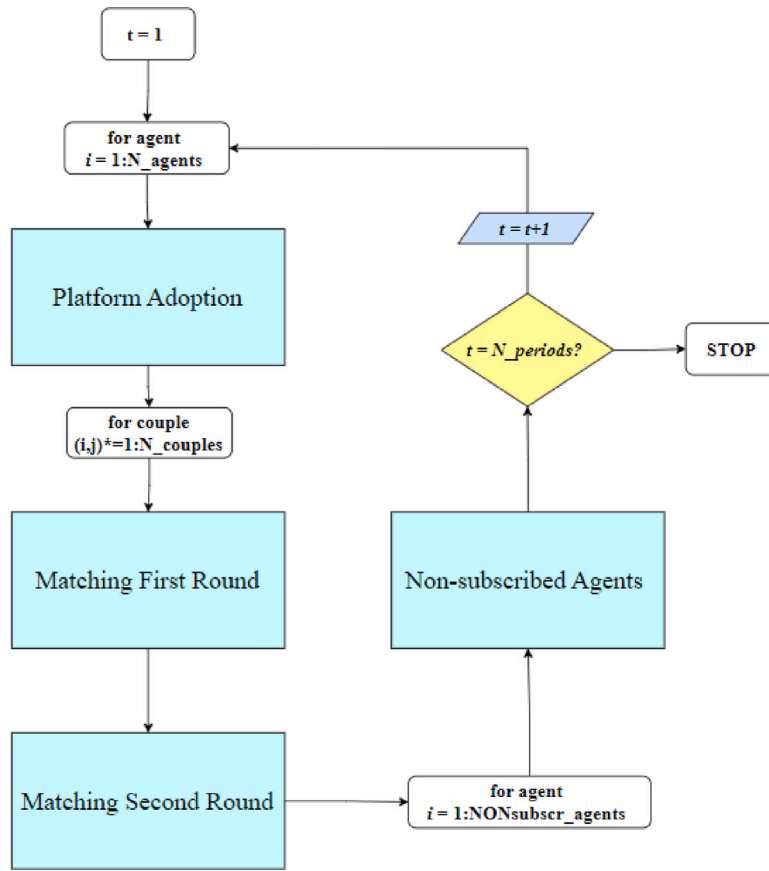 t = 1
for agent
i = 1:N_agents
Platform Adoption
for couple
(i,j)*=1:N_couples
Matching First Round
Matching Second Round
for agent
i = 1:NONsubscr_agents
Non-subscribed Agents
t = N_periods?
STOP
t = t+1